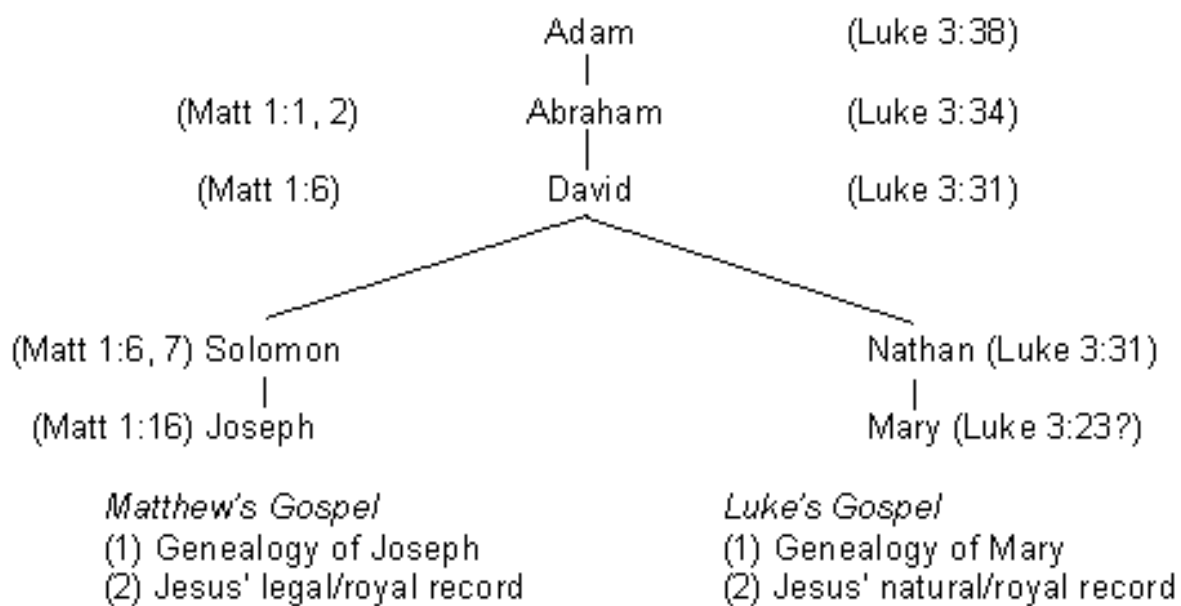 Adam (Luke 3:38)
(Matt 1:1, 2) Abraham (Luke 3:34)
(Matt 1:6) David (Luke 3:31)
(Matt 1:6, 7) Solomon Nathan (Luke 3:31)
(Matt 1:16) Joseph Mary (Luke 3:23?)
Matthew's Gospel Luke's Gospel
(1) Genealogy of Joseph (1) Genealogy of Mary
(2) Jesus' legal/royal record (2) Jesus' natural/royal record